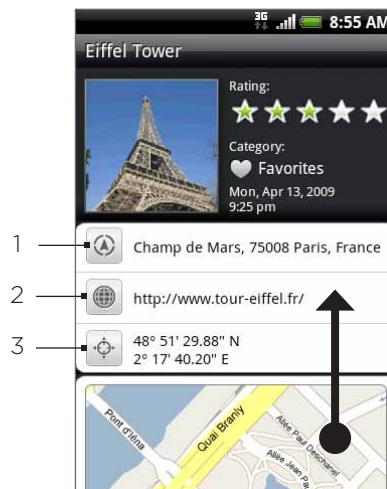 3G 8:55 AM
Eiffel Tower
Rating:
Category:
Favorites
Mon, Apr 13, 2009
9:25 pm
1 Champ de Mars, 75008 Paris, France
2 http://www.tour-eiffel.fr/
3 48° 51' 29.88" N
2° 17' 40.20" E
Pont d'Iéna
Quai Branly
Allée Paul Deschanel
Allée Jean Pau